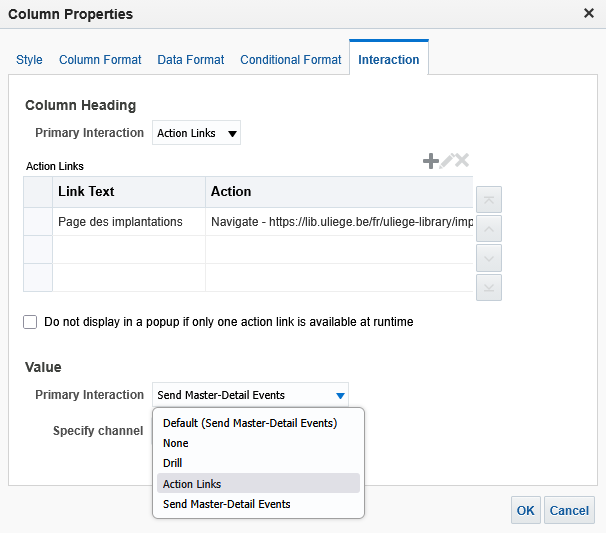 Column Properties
Style Column Format Data Format Conditional Format Interaction
Column Heading
Primary Interaction Action Links
Action Links
Link Text Action
Page des implantations Navigate - https://lib.uliege.be/fr/uliege-library/imp
Do not display in a popup if only one action link is available at runtime
Value
Primary Interaction Send Master-Detail Events
Specify channel
Default (Send Master-Detail Events)
None
Drill
Action Links
Send Master-Detail Events
OK Cancel